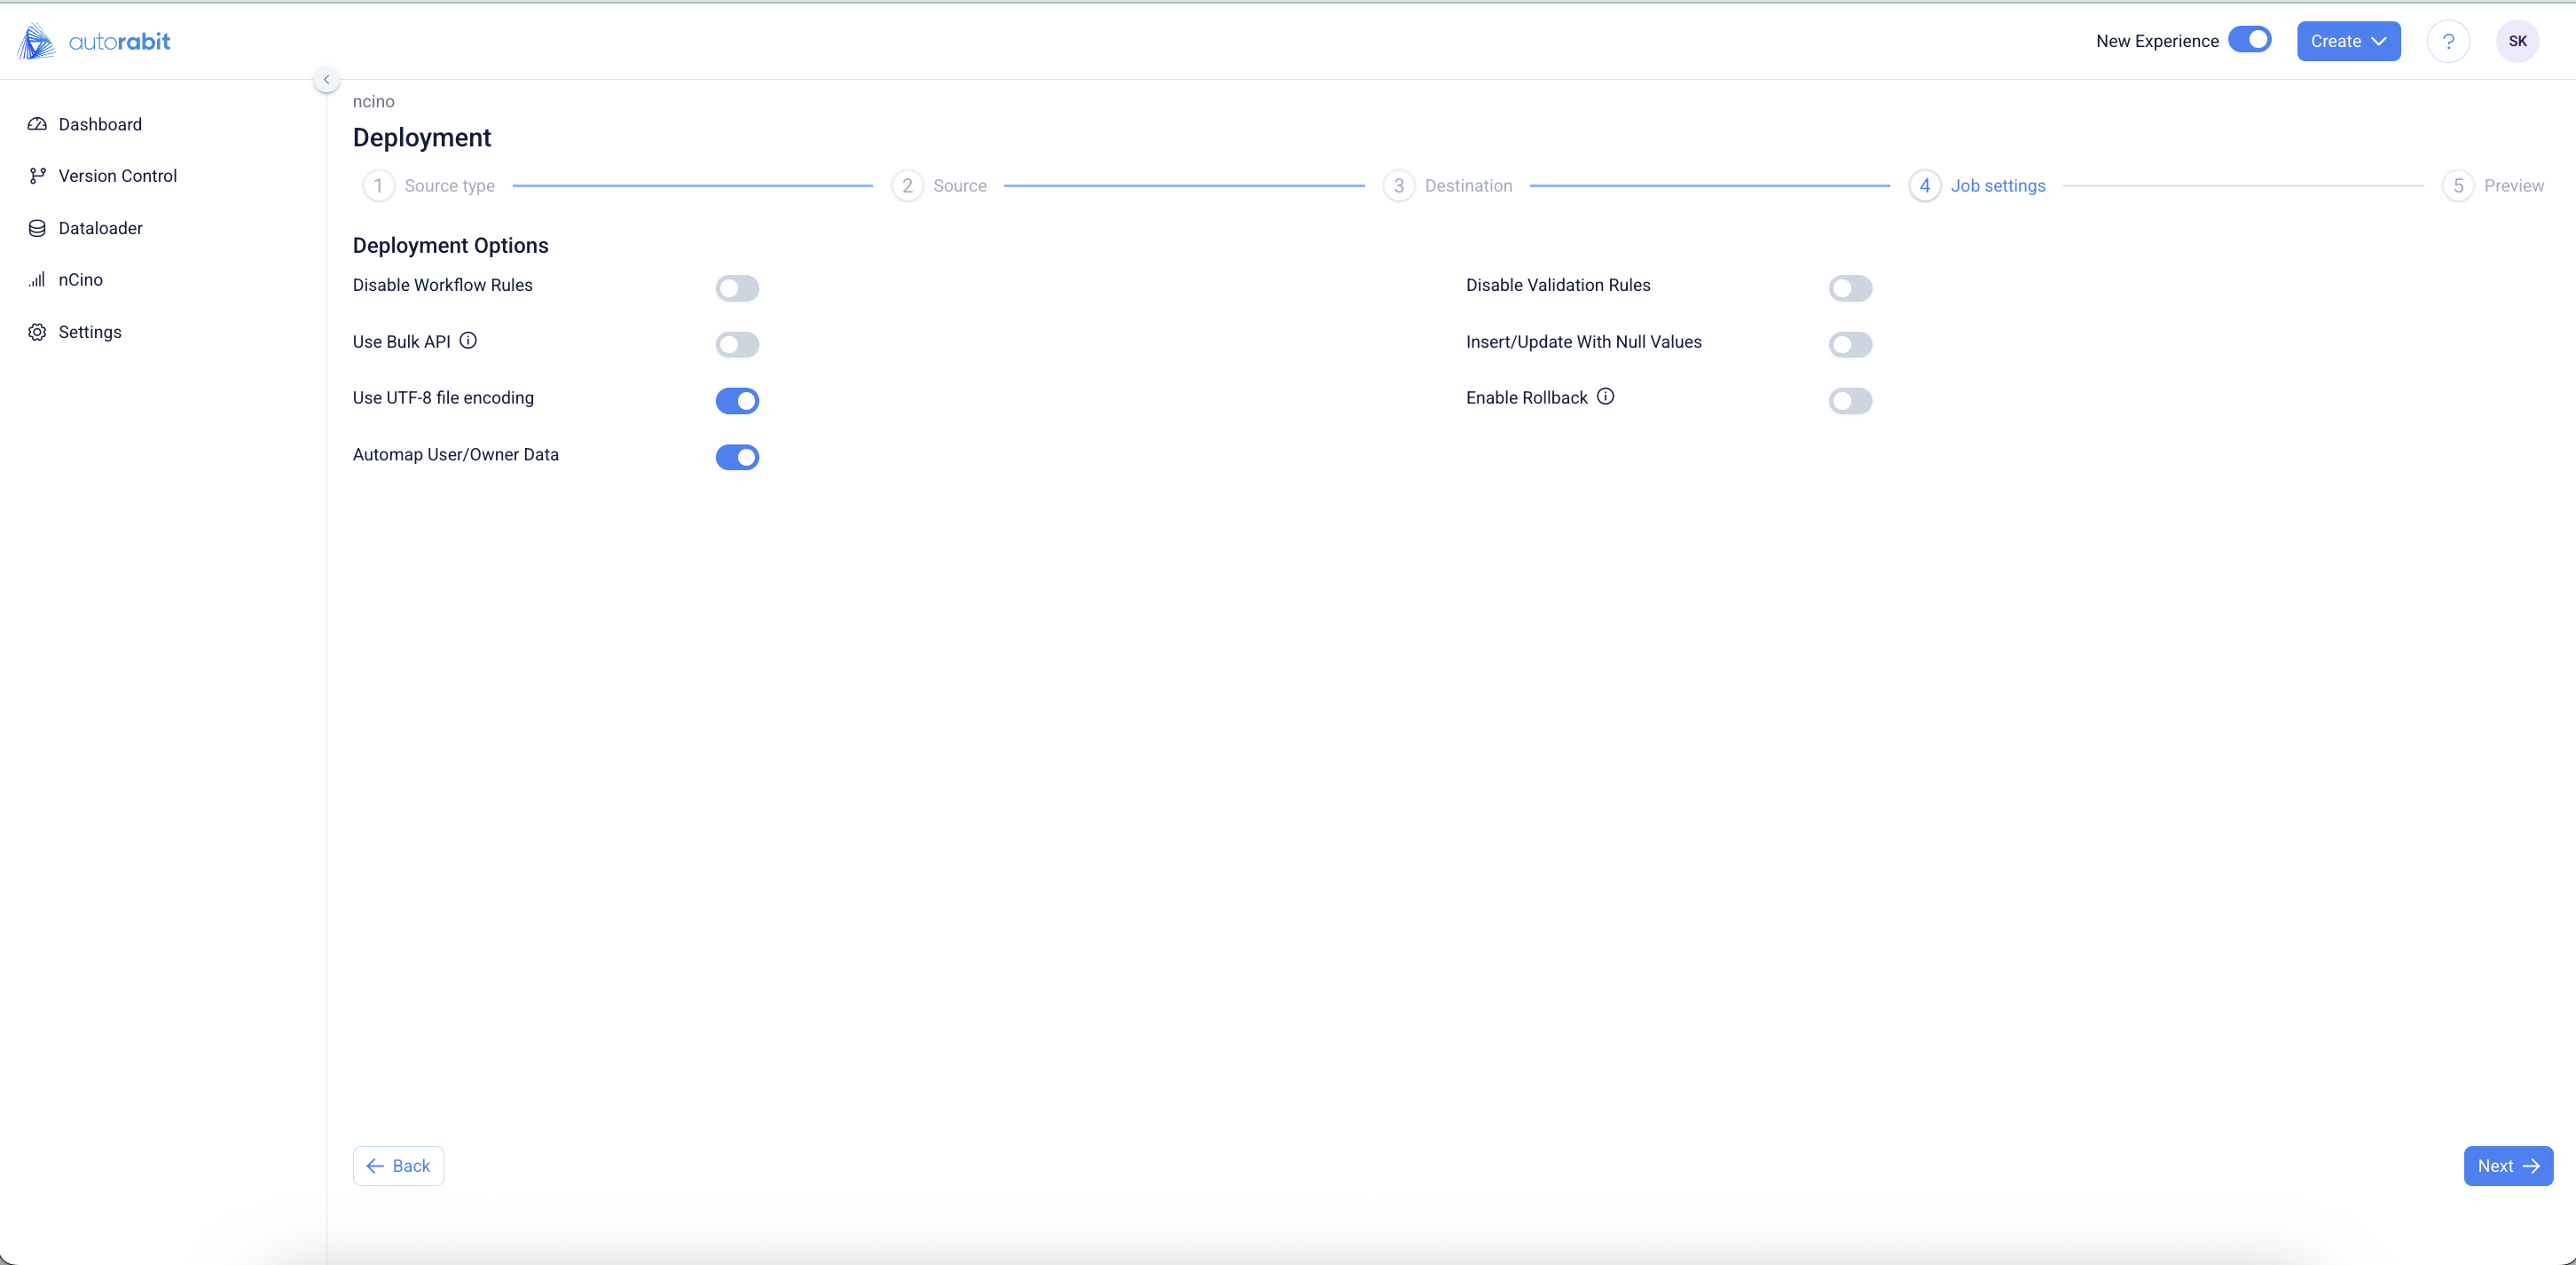 autorabit
New Experience
Create
?
SK
Dashboard
Version Control
Dataloader
nCino
Settings
ncino
Deployment
1 Source type
2 Source
3 Destination
4 Job settings
5 Preview
Deployment Options
Disable Workflow Rules
Disable Validation Rules
Use Bulk API
Insert/Update With Null Values
Use UTF-8 file encoding
Enable Rollback
Automap User/Owner Data
Back
Next